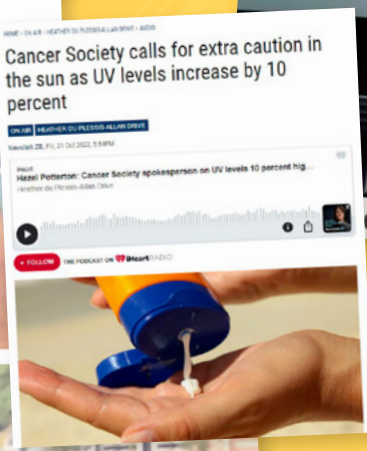 HOME › ON AIR › HEATHER DU PLESSIS-ALLAN DRIVE › AUDIO
Cancer Society calls for extra caution in
the sun as UV levels increase by 10
percent
ON AIR HEATHER DU PLESSIS-ALLAN DRIVE
Newstalk ZB, Fri, 21 Oct 2022, 5:54PM
iHeart
Hazel Potterton: Cancer Society spokesperson on UV levels 10 percent hig...
Heather du Plessis-Allan Drive
+ FOLLOW THE PODCAST ON iHeartRADIO